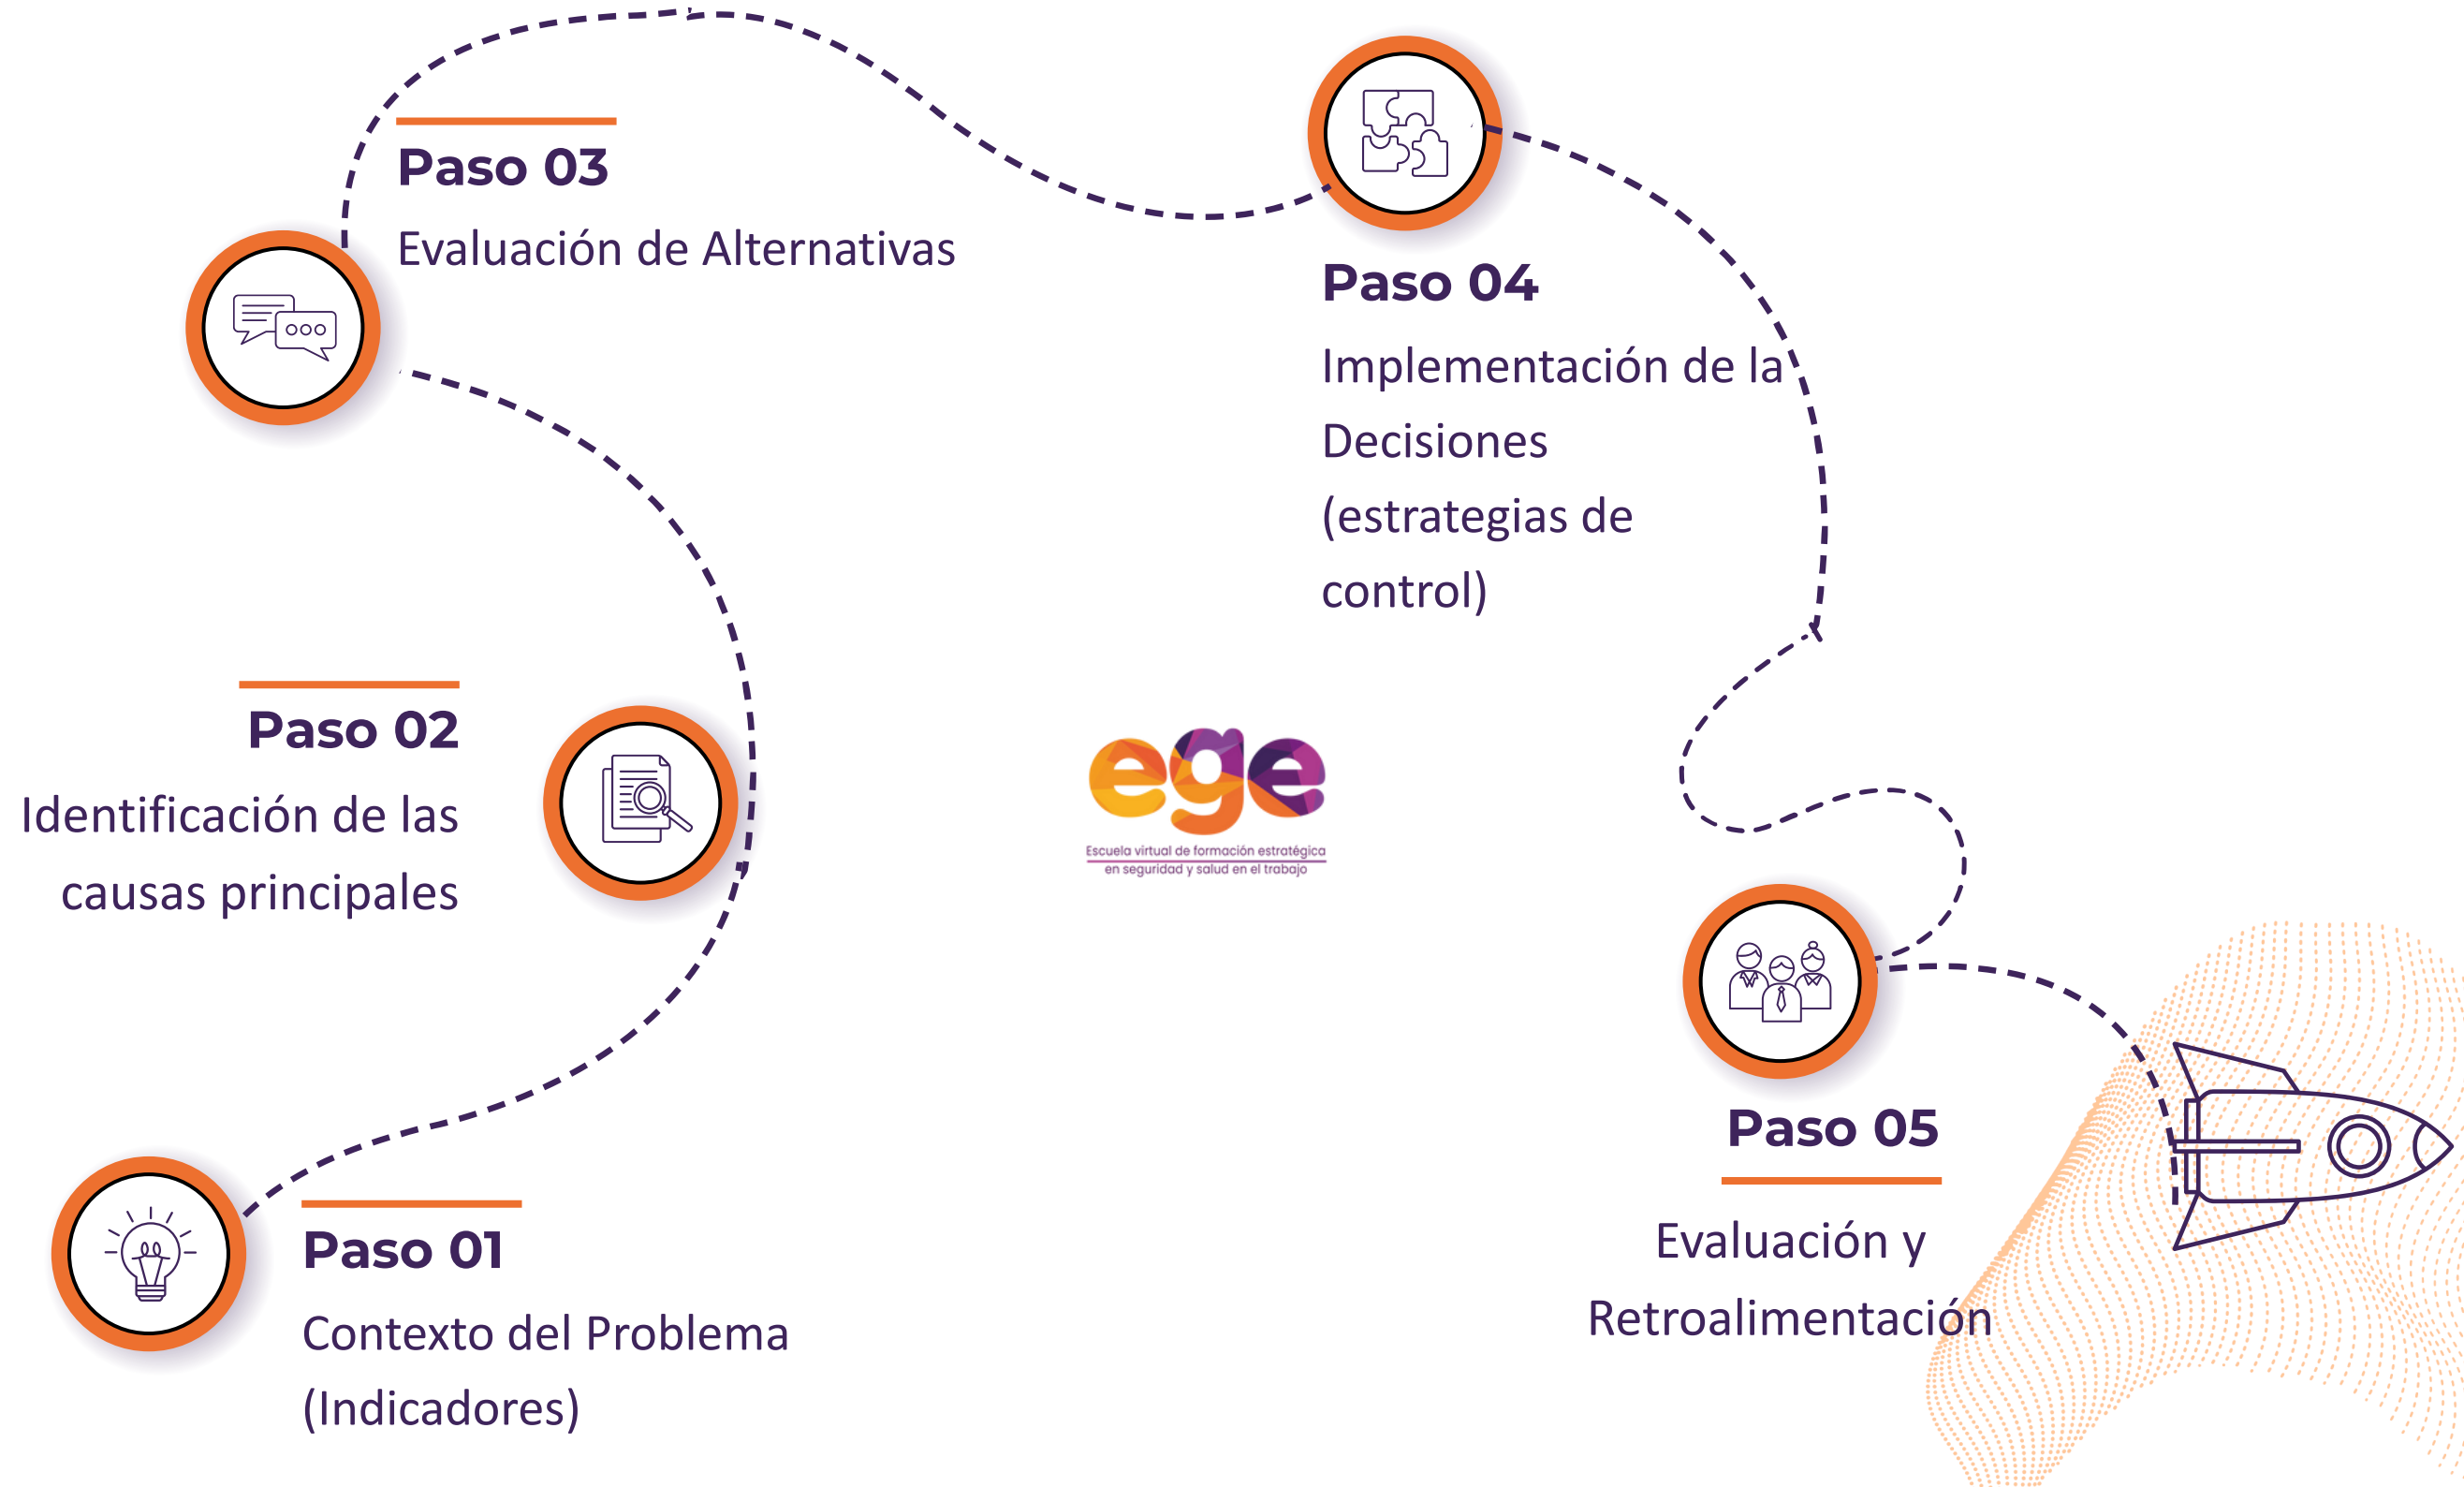 Paso 03
Evaluación de Alternativas
Paso 04
Implementación de la
Decisiones
(estrategias de
control)
Paso 02
Identificación de las
causas principales
ege
Escuela virtual de formación estratégica
en seguridad y salud en el trabajo
Paso 05
Evaluación y
Retroalimentación
Paso 01
Contexto del Problema
(Indicadores)